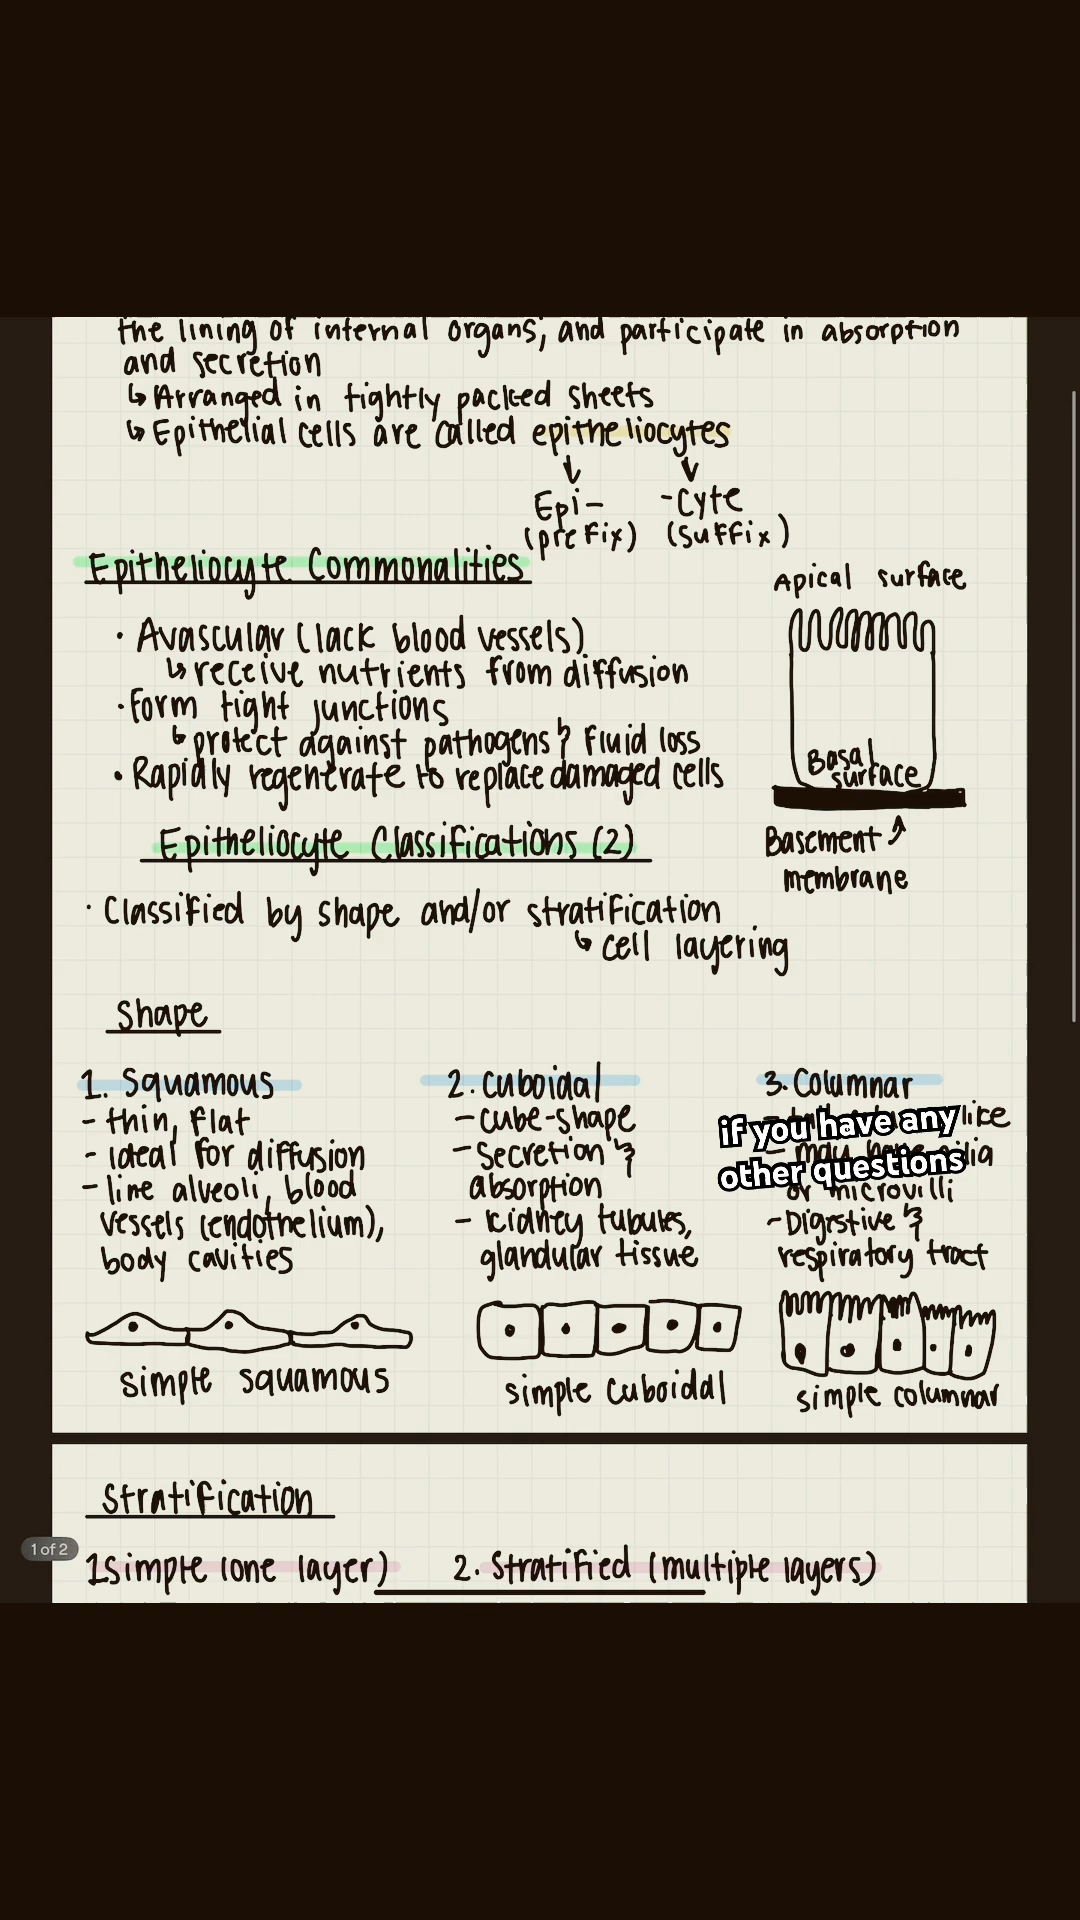 the lining of internal organs, and participate in absorption
and secretion
↳ Arranged in tightly packed sheets
↳ Epithelial cells are called epitheliocytes
Epi- -cyte
(prefix) (suffix)
Epitheliocyte Commonalities
Apical surface
• Avascular (lack blood vessels)
↳ receive nutrients from diffusion
• Form tight junctions
↳ protect against pathogens & fluid loss
• Rapidly regenerate to replace damaged cells
Basal
surface
Basement
membrane
Epitheliocyte Classifications (2)
• Classified by shape and/or stratification
↳ cell layering
Shape
1. Squamous
- thin, flat
- ideal for diffusion
- line alveoli, blood
vessels (endothelium),
body cavities
simple squamous
2. Cuboidal
- cube-shape
- Secretion &
absorption
- kidney tubules,
glandular tissue
simple cuboidal
3. Columnar
like
- may have cilia
or microvilli
- Digestive &
respiratory tract
simple columnar
if you have any
other questions
Stratification
1 Simple (one layer) 2. Stratified (multiple layers)
1 of 2